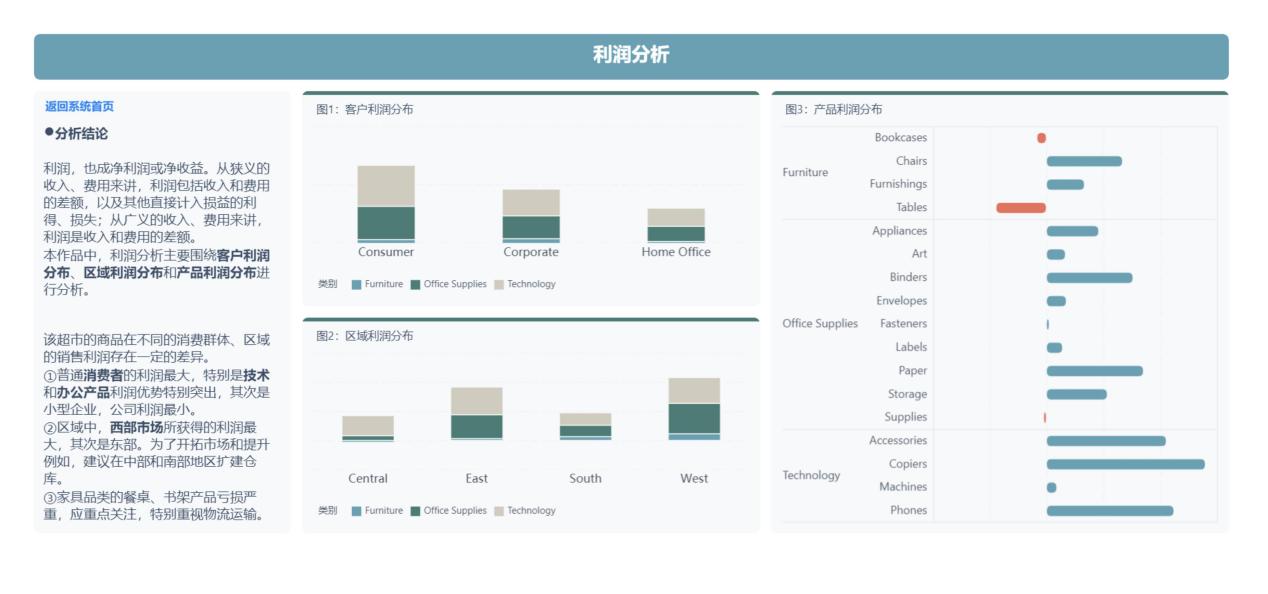 利润分析
返回系统首页
●分析结论
利润，也成净利润或净收益。从狭义的
收入、费用来讲，利润包括收入和费用
的差额，以及其他直接计入损益的利
得、损失；从广义的收入、费用来讲，
利润是收入和费用的差额。
本作品中，利润分析主要围绕客户利润
分布、区域利润分布和产品利润分布进
行分析。
该超市的商品在不同的消费群体、区域
的销售利润存在一定的差异。
①普通消费者的利润最大，特别是技术
和办公产品利润优势特别突出，其次是
小型企业，公司利润最小。
②区域中，西部市场所获得的利润最
大，其次是东部。为了开拓市场和提升
例如，建议在中部和南部地区扩建仓
库。
③家具品类的餐桌、书架产品亏损严
重，应重点关注，特别重视物流运输。
图1：客户利润分布
Consumer
Corporate
Home Office
类别 Furniture Office Supplies Technology
图2：区域利润分布
Central
East
South
West
类别 Furniture Office Supplies Technology
图3：产品利润分布
Furniture
Bookcases
Chairs
Furnishings
Tables
Office Supplies
Appliances
Art
Binders
Envelopes
Fasteners
Labels
Paper
Storage
Supplies
Technology
Accessories
Copiers
Machines
Phones